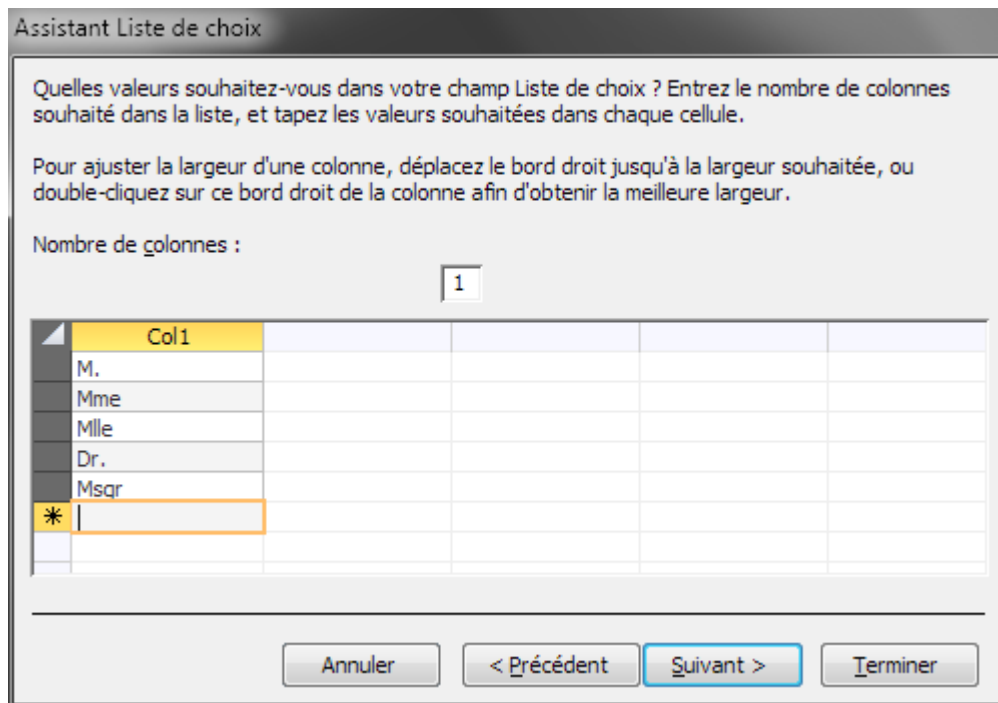 Assistant Liste de choix
Quelles valeurs souhaitez-vous dans votre champ Liste de choix ? Entrez le nombre de colonnes
souhaité dans la liste, et tapez les valeurs souhaitées dans chaque cellule.
Pour ajuster la largeur d'une colonne, déplacez le bord droit jusqu'à la largeur souhaitée, ou
double-cliquez sur ce bord droit de la colonne afin d'obtenir la meilleure largeur.
Nombre de colonnes :
1
Col1
M.
Mme
Mlle
Dr.
Msgr
Annuler
< Précédent
Suivant >
Terminer